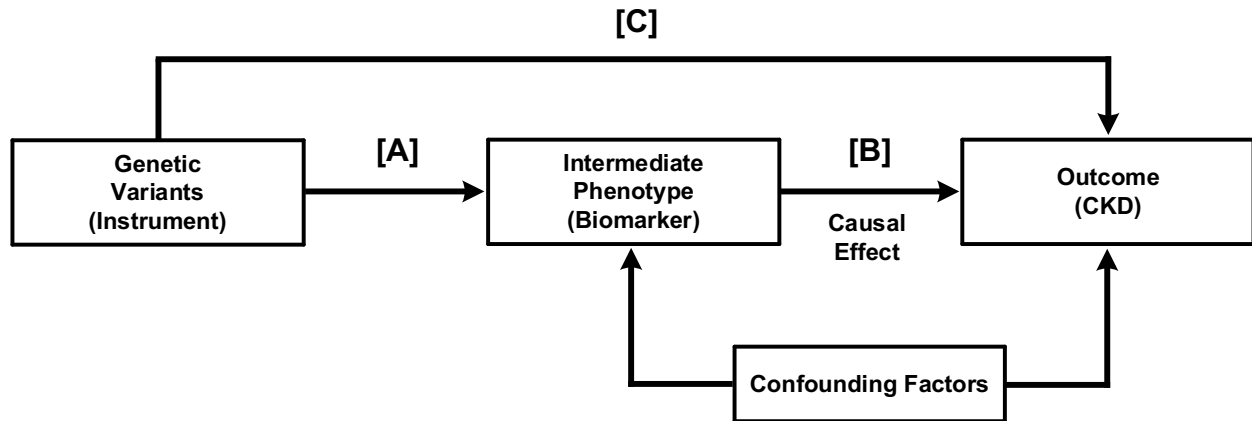 [C]
[A]
[B]
Genetic
Variants
(Instrument)
Intermediate
Phenotype
(Biomarker)
Outcome
(CKD)
Causal
Effect
Confounding Factors